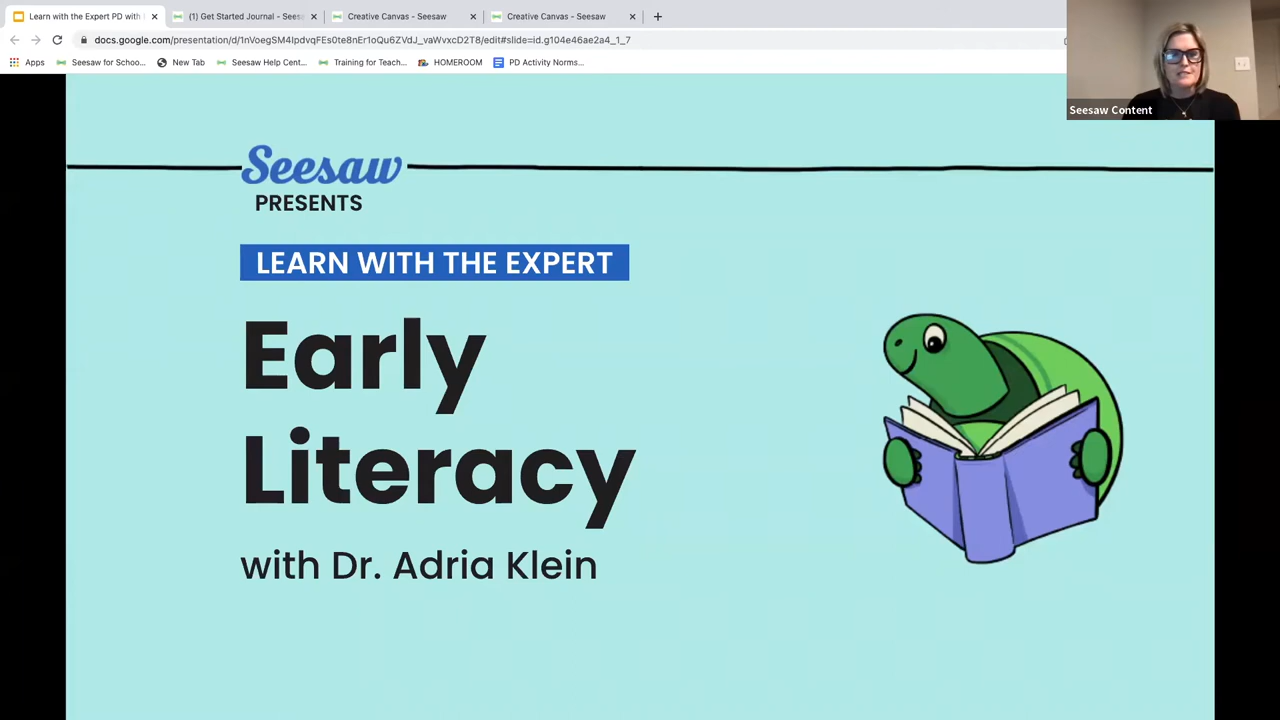 Learn with the Expert PD with
(1) Get Started Journal - Sees
Creative Canvas - Seesaw
Creative Canvas - Seesaw
docs.google.com/presentation/d/1nVoegSM4IpdvqFEs0te8nEr1oQu6ZVdJ_vaWvxcD2T8/edit#slide=id.g104e46ae2a4_1_7
Apps
Seesaw for Schoo...
New Tab
Seesaw Help Cent...
Training for Teach...
HOMEROOM
PD Activity Norms...
Seesaw Content
Seesaw
PRESENTS
LEARN WITH THE EXPERT
Early
Literacy
with Dr. Adria Klein